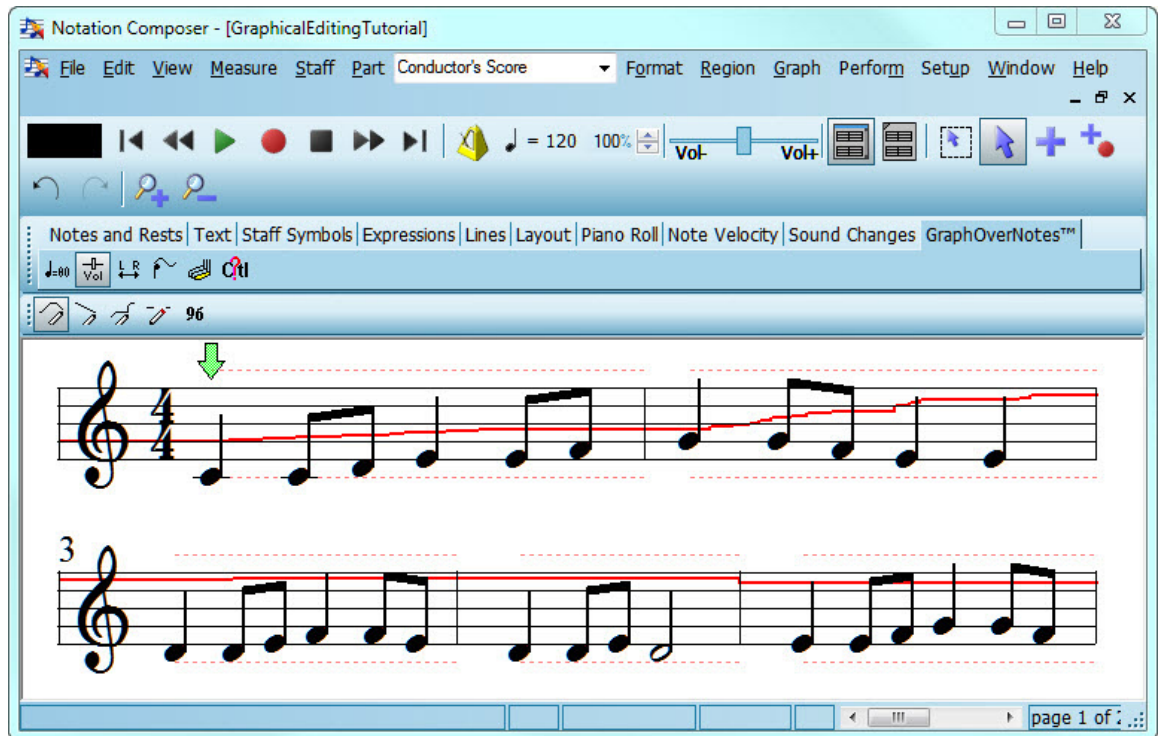 Notation Composer - [GraphicalEditingTutorial]
File Edit View Measure Staff Part Conductor's Score Format Region Graph Perform Setup Window Help
= 120 100% Vol- Vol+
Notes and Rests Text Staff Symbols Expressions Lines Layout Piano Roll Note Velocity Sound Changes GraphOverNotes™
Vol L R Ctl
96
4
4
3
page 1 of